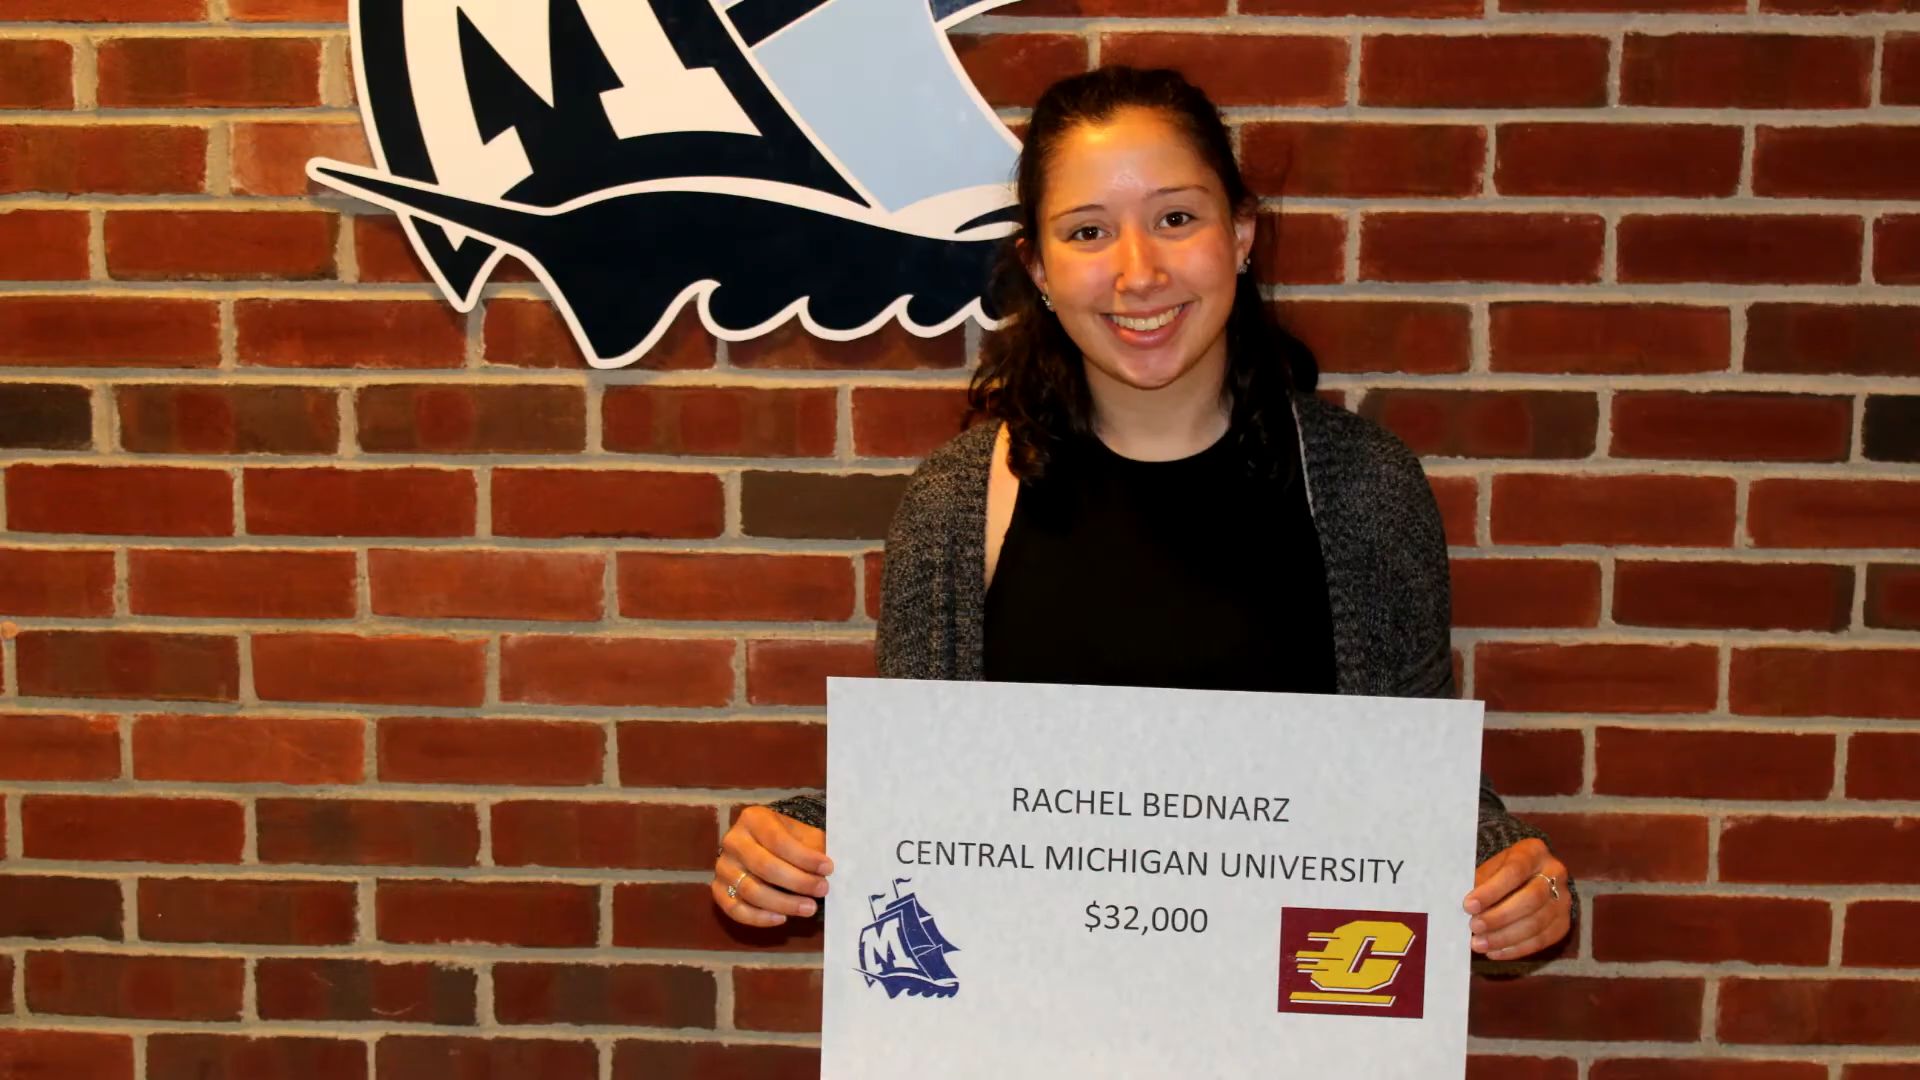 M
RACHEL BEDNARZ
CENTRAL MICHIGAN UNIVERSITY
$32,000
M
C